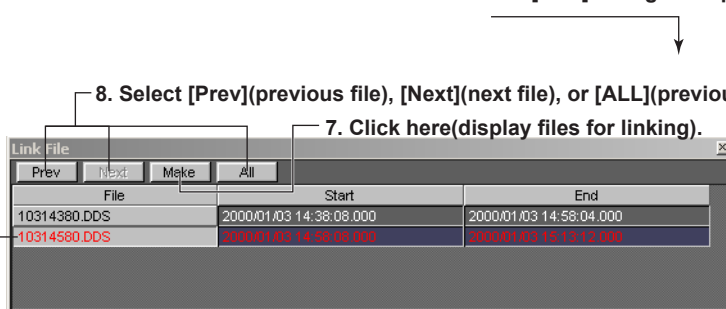 8. Select [Prev](previous file), [Next](next file), or [ALL](previou
7. Click here(display files for linking).
Link File
Prev Next Make All
File Start End
10314380.DDS 2000/01/03 14:38:08.000 2000/01/03 14:58:04.000
10314580.DDS 2000/01/03 14:58:08.000 2000/01/03 15:13:12.000